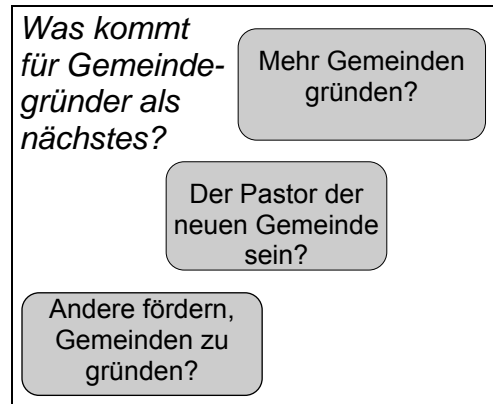 Was kommt
für Gemeinde-
gründer als
nächstes?
Mehr Gemeinden
gründen?
Der Pastor der
neuen Gemeinde
sein?
Andere fördern,
Gemeinden zu
gründen?